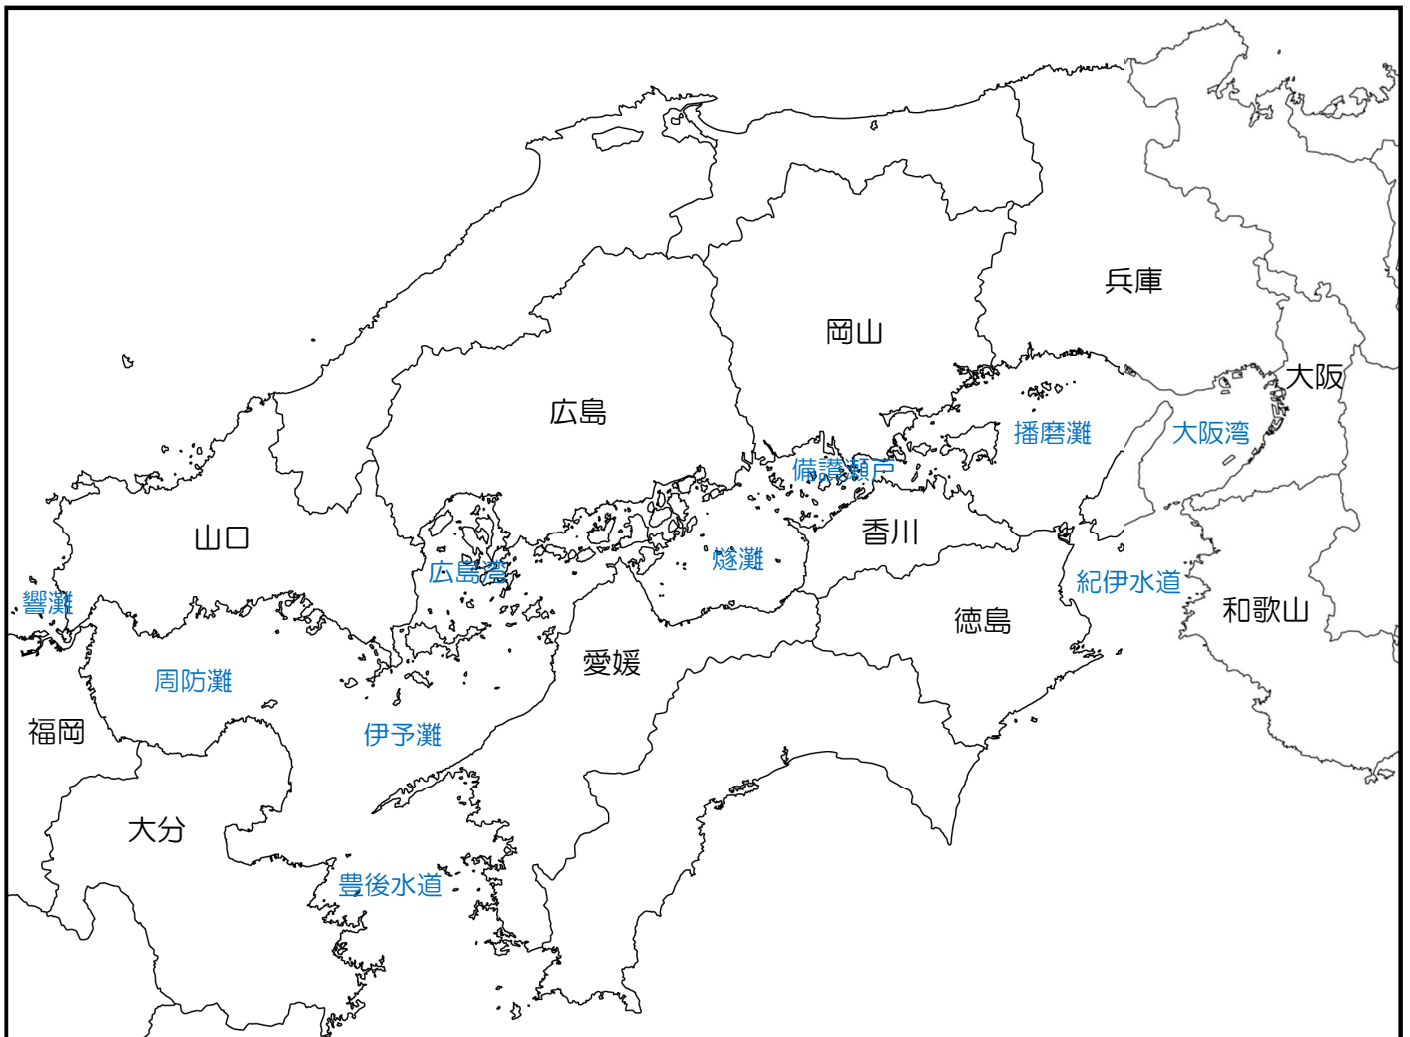 兵庫
岡山
大阪
広島
播磨灘
大阪湾
備讃瀬戸
山口
香川
燧灘
広島湾
紀伊水道
響灘
和歌山
徳島
愛媛
周防灘
福岡
伊予灘
大分
豊後水道